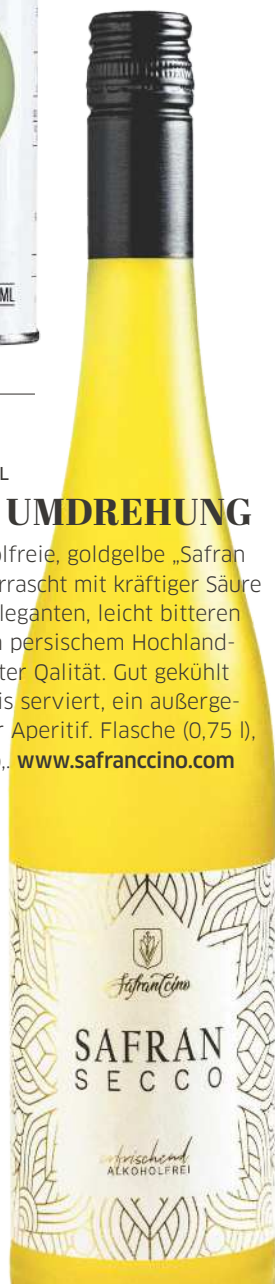 ML
L
UMDREHUNG
lfreie, goldgelbe „Safran
rrascht mit kräftiger Säure
leganten, leicht bitteren
n persischem Hochland-
ter Qalität. Gut gekühlt
is serviert, ein außerge-
r Aperitif. Flasche (0,75 l),
,. www.safranccino.com
SafranCcino
SAFRAN
SECCO
erfrischend
ALKOHOLFREI